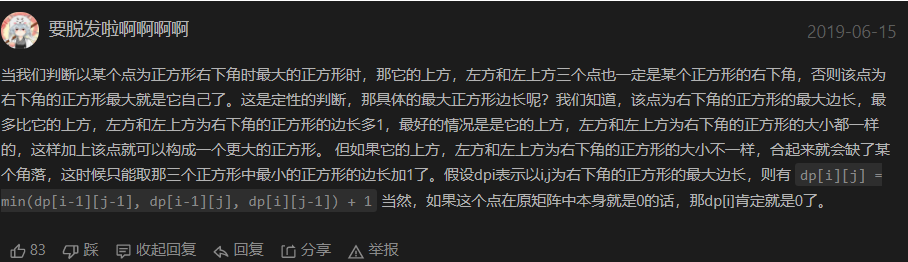 要脱发啦啊啊啊啊
2019-06-15
当我们判断以某个点为正方形右下角时最大的正方形时，那它的上方，左方和左上方三个点也一定是某个正方形的右下角，否则该点为
右下角的正方形最大就是它自己了。这是定性的判断，那具体的最大正方形边长呢？我们知道，该点为右下角的正方形的最大边长，最
多比它的上方，左方和左上方为右下角的正方形的边长多1，最好的情况是是它的上方，左方和左上方为右下角的正方形的大小都一样
的，这样加上该点就可以构成一个更大的正方形。 但如果它的上方，左方和左上方为右下角的正方形的大小不一样，合起来就会缺了某
个角落，这时候只能取那三个正方形中最小的正方形的边长加1了。假设dpi表示以i,j为右下角的正方形的最大边长，则有 dp[i][j] =
min(dp[i-1][j-1], dp[i-1][j], dp[i][j-1]) + 1 当然，如果这个点在原矩阵中本身就是0的话，那dp[i]肯定就是0了。
83 踩 收起回复 回复 分享 举报